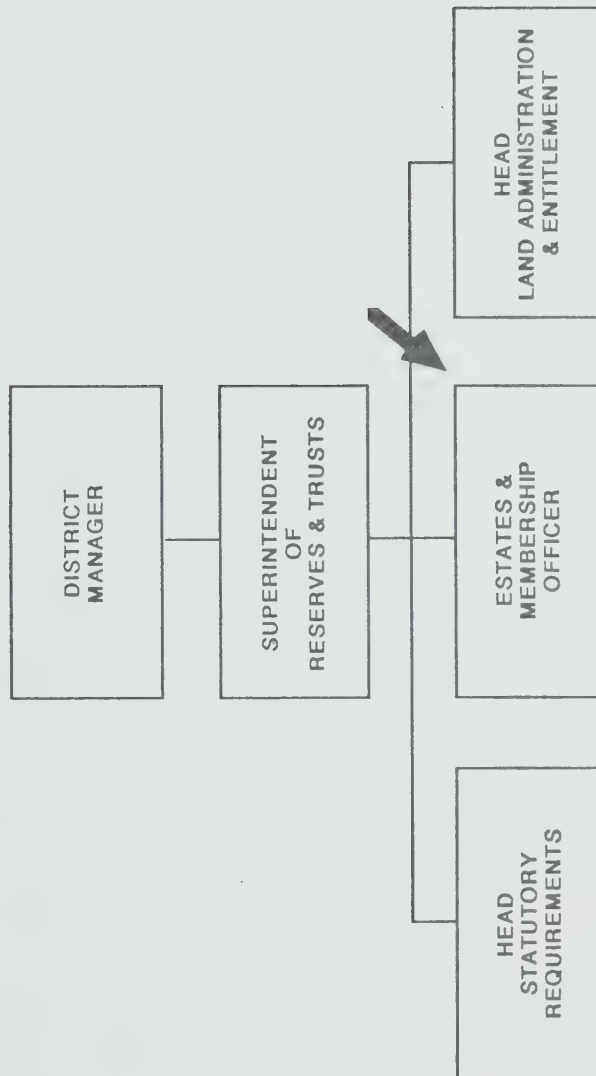 DISTRICT
MANAGER
SUPERINTENDENT
OF
RESERVES & TRUSTS
HEAD
STATUTORY
REQUIREMENTS
ESTATES &
MEMBERSHIP
OFFICER
HEAD
LAND ADMINISTRATION
& ENTITLEMENT